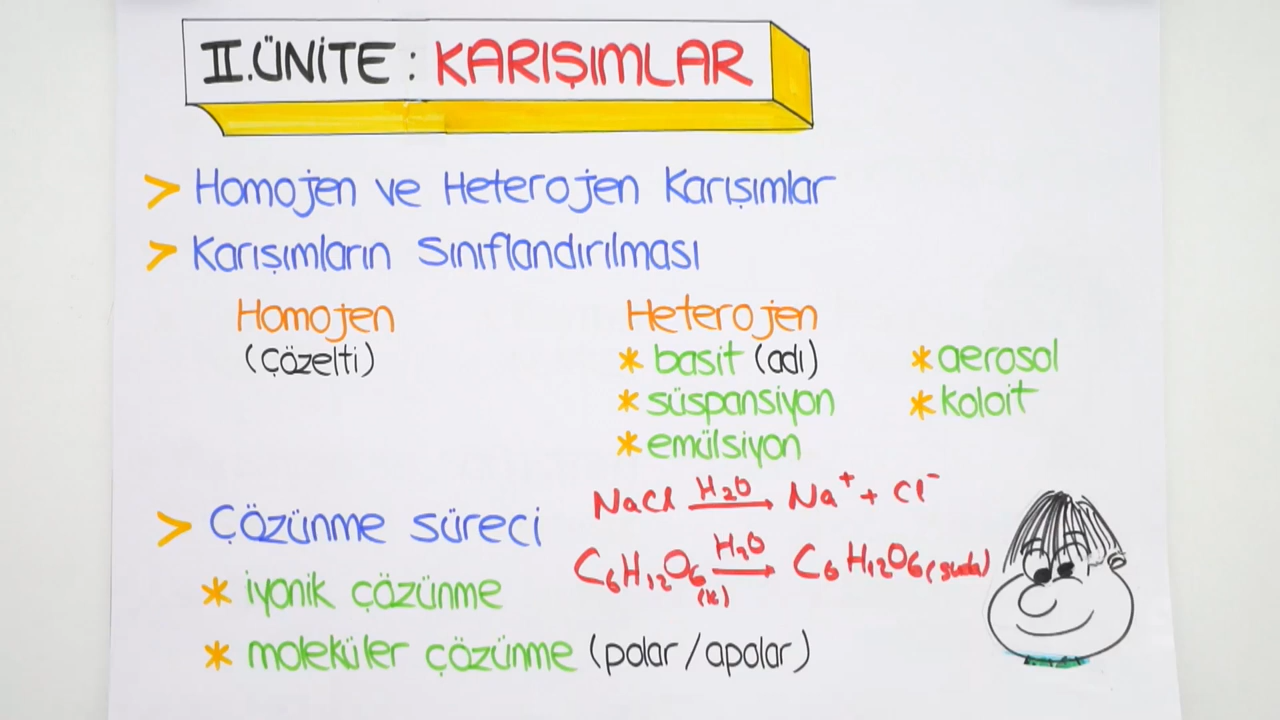 II.ÜNİTE: KARIŞIMLAR
> Homojen ve Heterojen Karışımlar
> Karışımların Sınıflandırılması
Homojen
(Çözelti)
Heterojen
* basit (adi)
* süspansiyon
* emülsiyon
* aerosol
* koloit
> Çözünme süreci
NaCl H2O→ Na⁺ + Cl⁻
C6H12O6(k) H2O→ C6H12O6(suda)
* iyonik çözünme
* moleküler çözünme (polar/apolar)